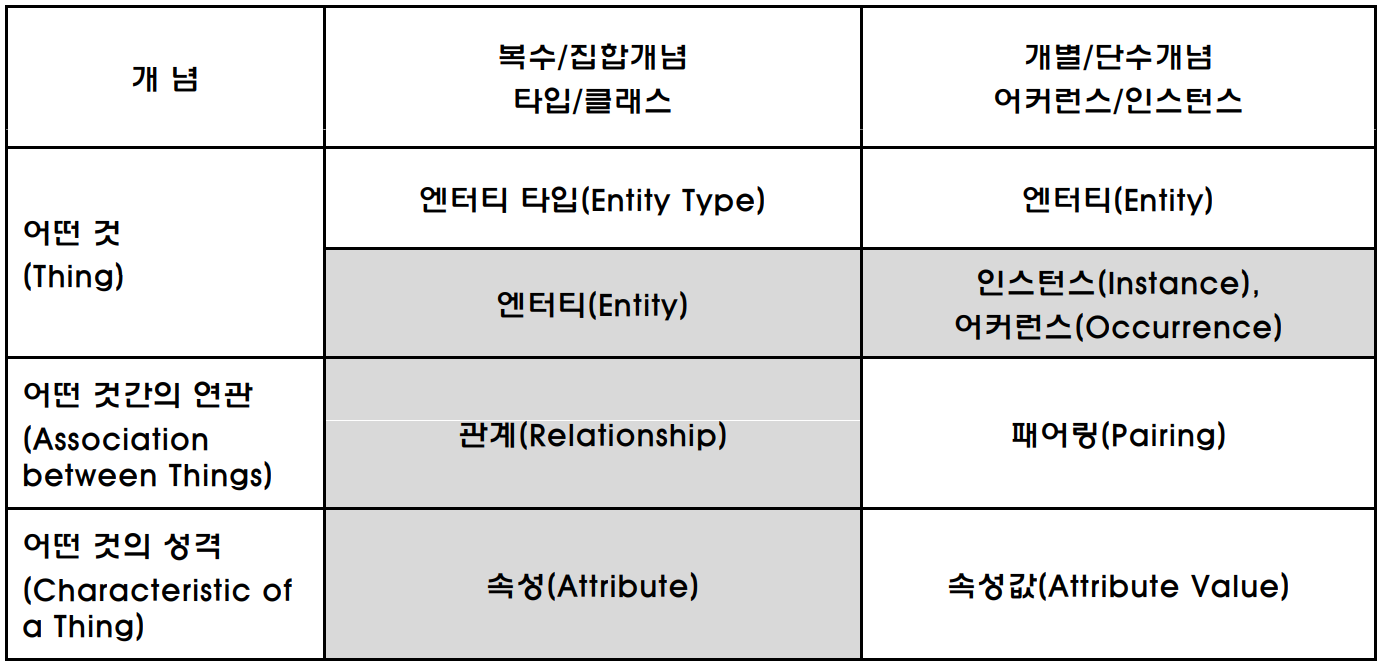 개 념
복수/집합개념
타입/클래스
개별/단수개념
어커런스/인스턴스
어떤 것
(Thing)
엔터티 타입(Entity Type)
엔터티(Entity)
엔터티(Entity)
인스턴스(Instance),
어커런스(Occurrence)
어떤 것간의 연관
(Association
between Things)
관계(Relationship)
패어링(Pairing)
어떤 것의 성격
(Characteristic of
a Thing)
속성(Attribute)
속성값(Attribute Value)